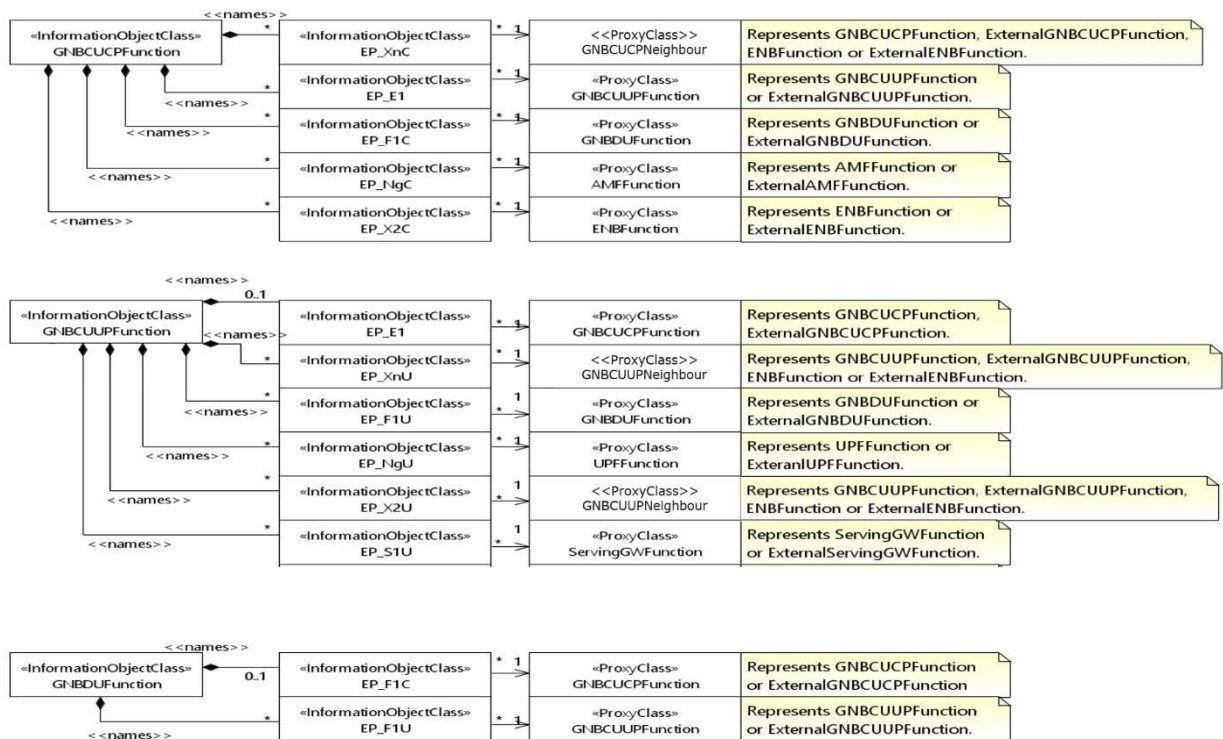 <<names>>
«InformationObjectClass»
GNBCUCPFunction
*
«InformationObjectClass»
EP_XnC
* 1
<<ProxyClass>>
GNBCUCPNeighbour
Represents GNBCUCPFunction, ExternalGNBCUCPFunction,
ENBFunction or ExternalENBFunction.
<<names>>
*
«InformationObjectClass»
EP_E1
* 1
«ProxyClass»
GNBCUUPFunction
Represents GNBCUUPFunction
or ExternalGNBCUUPFunction.
<<names>>
*
«InformationObjectClass»
EP_F1C
* 1
«ProxyClass»
GNBDUFunction
Represents GNBDUFunction or
ExternalGNBDUFunction.
<<names>>
*
«InformationObjectClass»
EP_NgC
* 1
«ProxyClass»
AMFFunction
Represents AMFFunction or
ExternalAMFFunction.
<<names>>
*
«InformationObjectClass»
EP_X2C
* 1
«ProxyClass»
ENBFunction
Represents ENBFunction or
ExternalENBFunction.
<<names>>
0..1
«InformationObjectClass»
GNBCUUPFunction
«InformationObjectClass»
EP_E1
* 1
«ProxyClass»
GNBCUCPFunction
Represents GNBCUCPFunction,
ExternalGNBCUCPFunction.
<<names>>
*
«InformationObjectClass»
EP_XnU
* 1
<<ProxyClass>>
GNBCUUPNeighbour
Represents GNBCUUPFunction, ExternalGNBCUUPFunction,
ENBFunction or ExternalENBFunction.
<<names>>
*
«InformationObjectClass»
EP_F1U
* 1
«ProxyClass»
GNBDUFunction
Represents GNBDUFunction or
ExternalGNBDUFunction.
<<names>>
*
«InformationObjectClass»
EP_NgU
* 1
«ProxyClass»
UPFFunction
Represents UPFFunction or
ExteranlUPFFunction.
<<names>>
*
«InformationObjectClass»
EP_X2U
* 1
<<ProxyClass>>
GNBCUUPNeighbour
Represents GNBCUUPFunction, ExternalGNBCUUPFunction,
ENBFunction or ExternalENBFunction.
<<names>>
*
«InformationObjectClass»
EP_S1U
* 1
«ProxyClass»
ServingGWFunction
Represents ServingGWFunction
or ExternalServingGWFunction.
<<names>>
0..1
«InformationObjectClass»
GNBDUFunction
«InformationObjectClass»
EP_F1C
* 1
«ProxyClass»
GNBCUCPFunction
Represents GNBCUCPFunction
or ExternalGNBCUCPFunction
<<names>>
*
«InformationObjectClass»
EP_F1U
* 1
«ProxyClass»
GNBCUUPFunction
Represents GNBCUUPFunction
or ExternalGNBCUUPFunction.